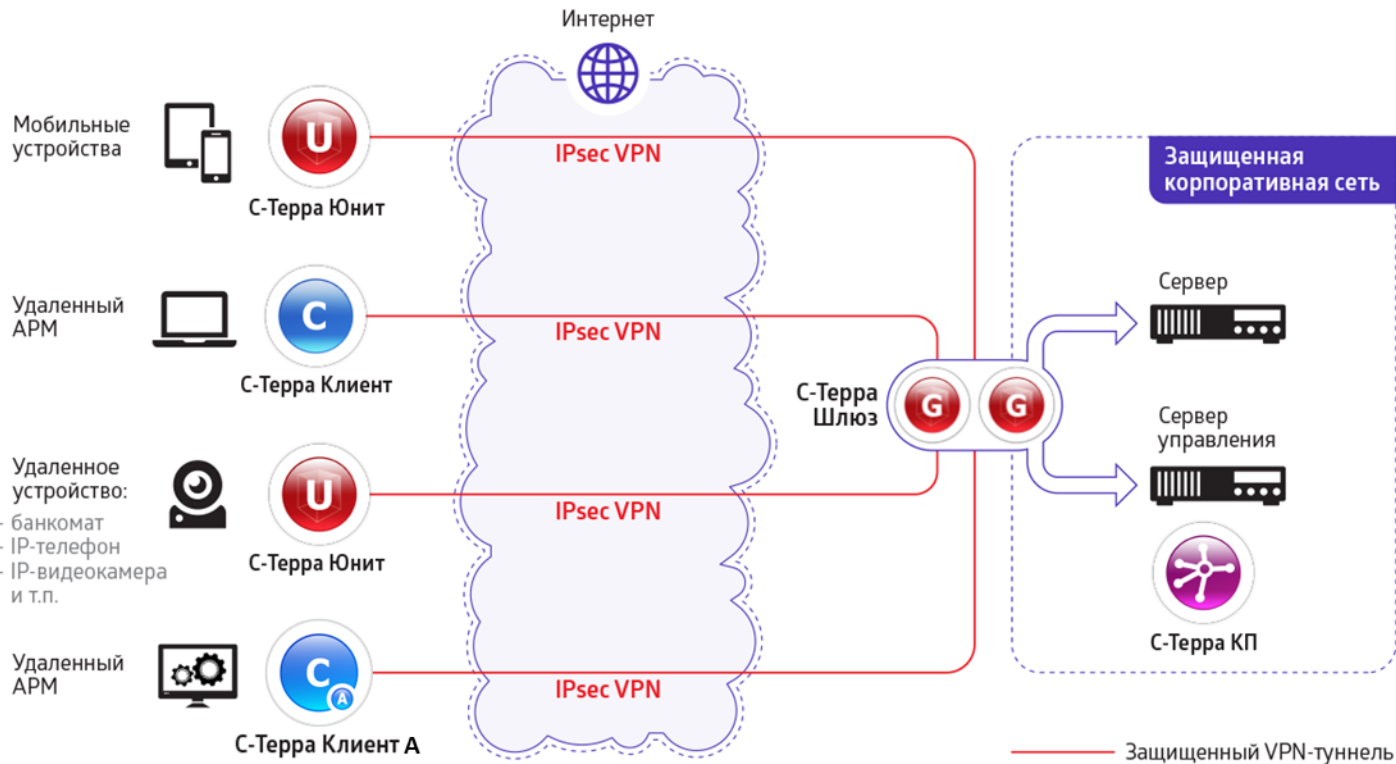 Интернет
Мобильные
устройства
U
С-Терра Юнит
IPsec VPN
Защищенная
корпоративная сеть
Удаленный
АРМ
C
С-Терра Клиент
IPsec VPN
Сервер
С-Терра
Шлюз
G
G
Сервер
управления
Удаленное
устройство:
- банкомат
- IP-телефон
- IP-видеокамера
и т.п.
U
С-Терра Юнит
IPsec VPN
С-Терра КП
Удаленный
АРМ
C
A
С-Терра Клиент А
IPsec VPN
Защищенный VPN-туннель